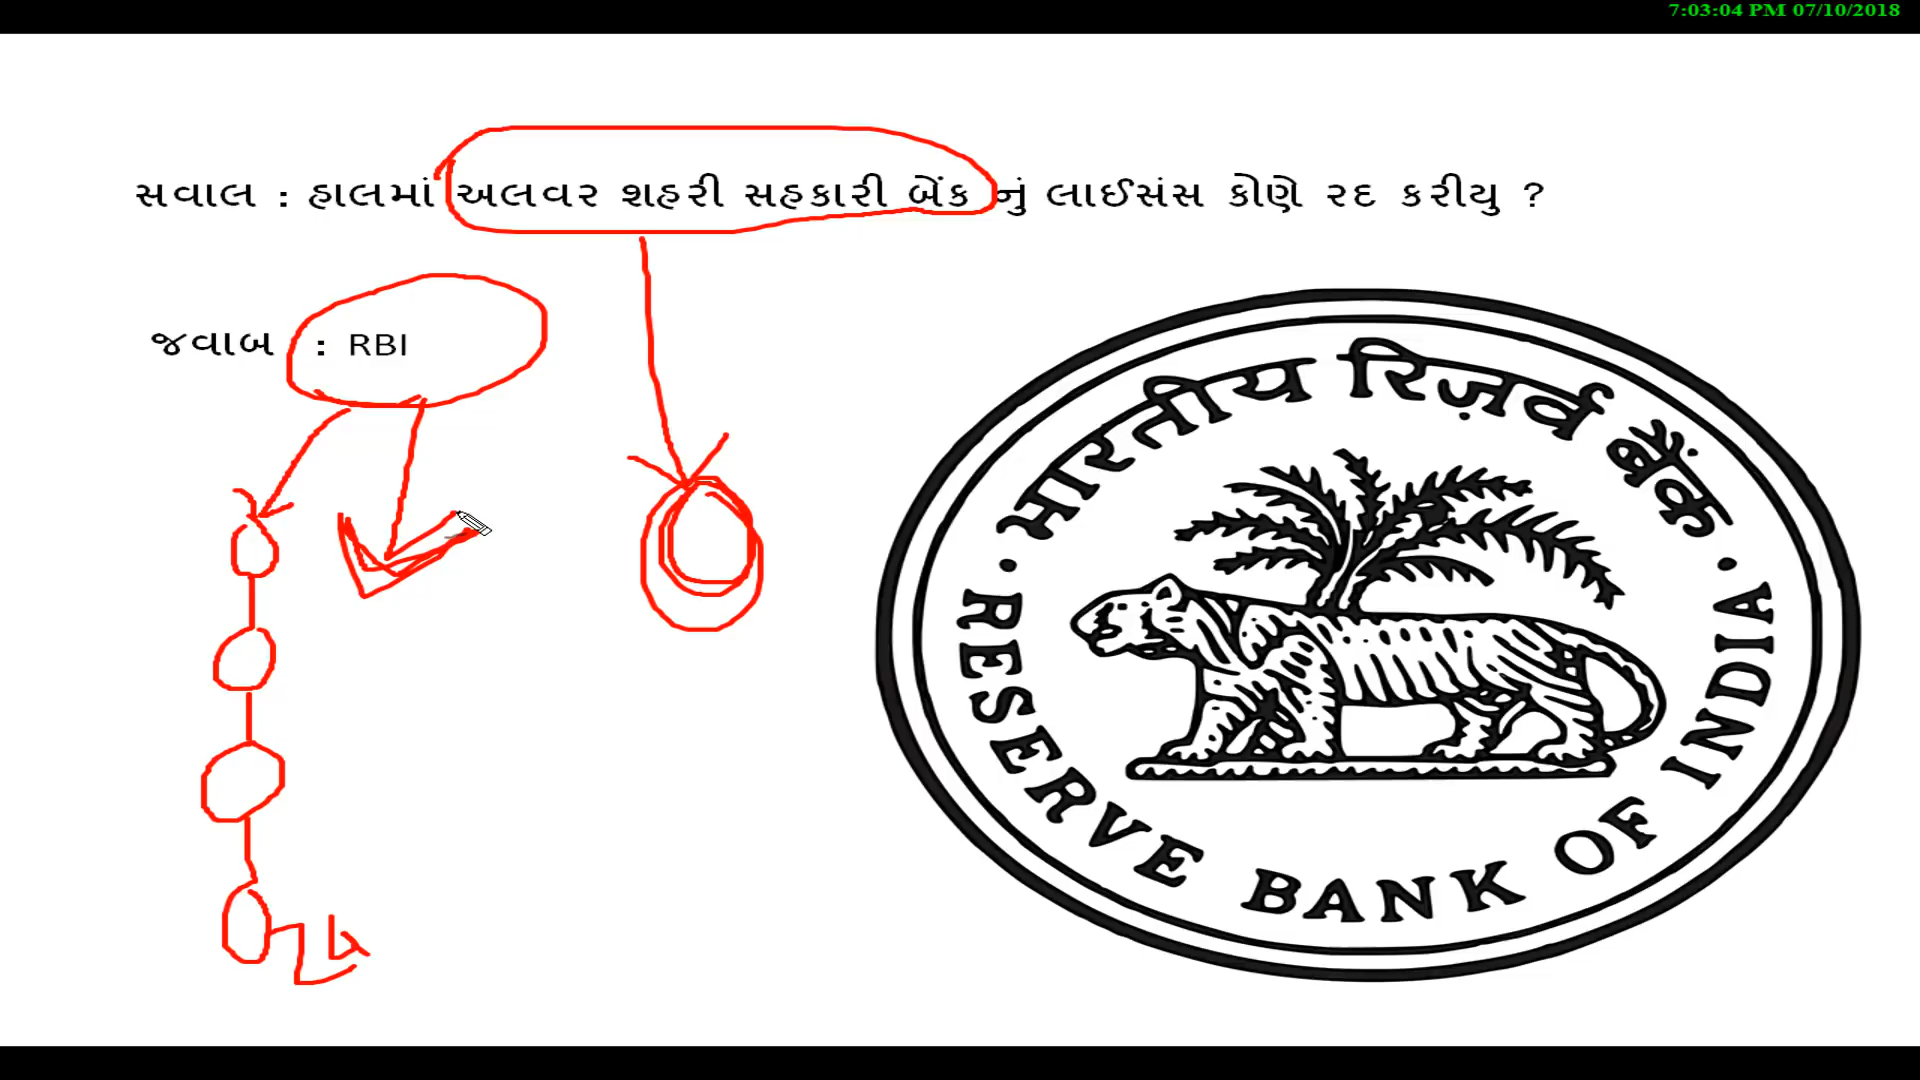 7:03:04 PM 07/10/2018
સવાલ : હાલમાં અલવર શહરી સહકારી બેંક નું લાઈસંસ કોણે રદ કરીયુ ?
જવાબ : RBI
भारतीय रिज़र्व बैंक
RESERVE BANK OF INDIA